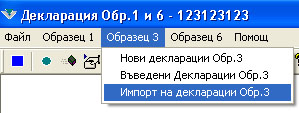 Декларация Обр.1 и 6 - 123123123
Файл Образец 1 Образец 3 Образец 6 Помощ
Нови декларации Обр.3
Въведени Декларации Обр.3
Импорт на декларации Обр.3